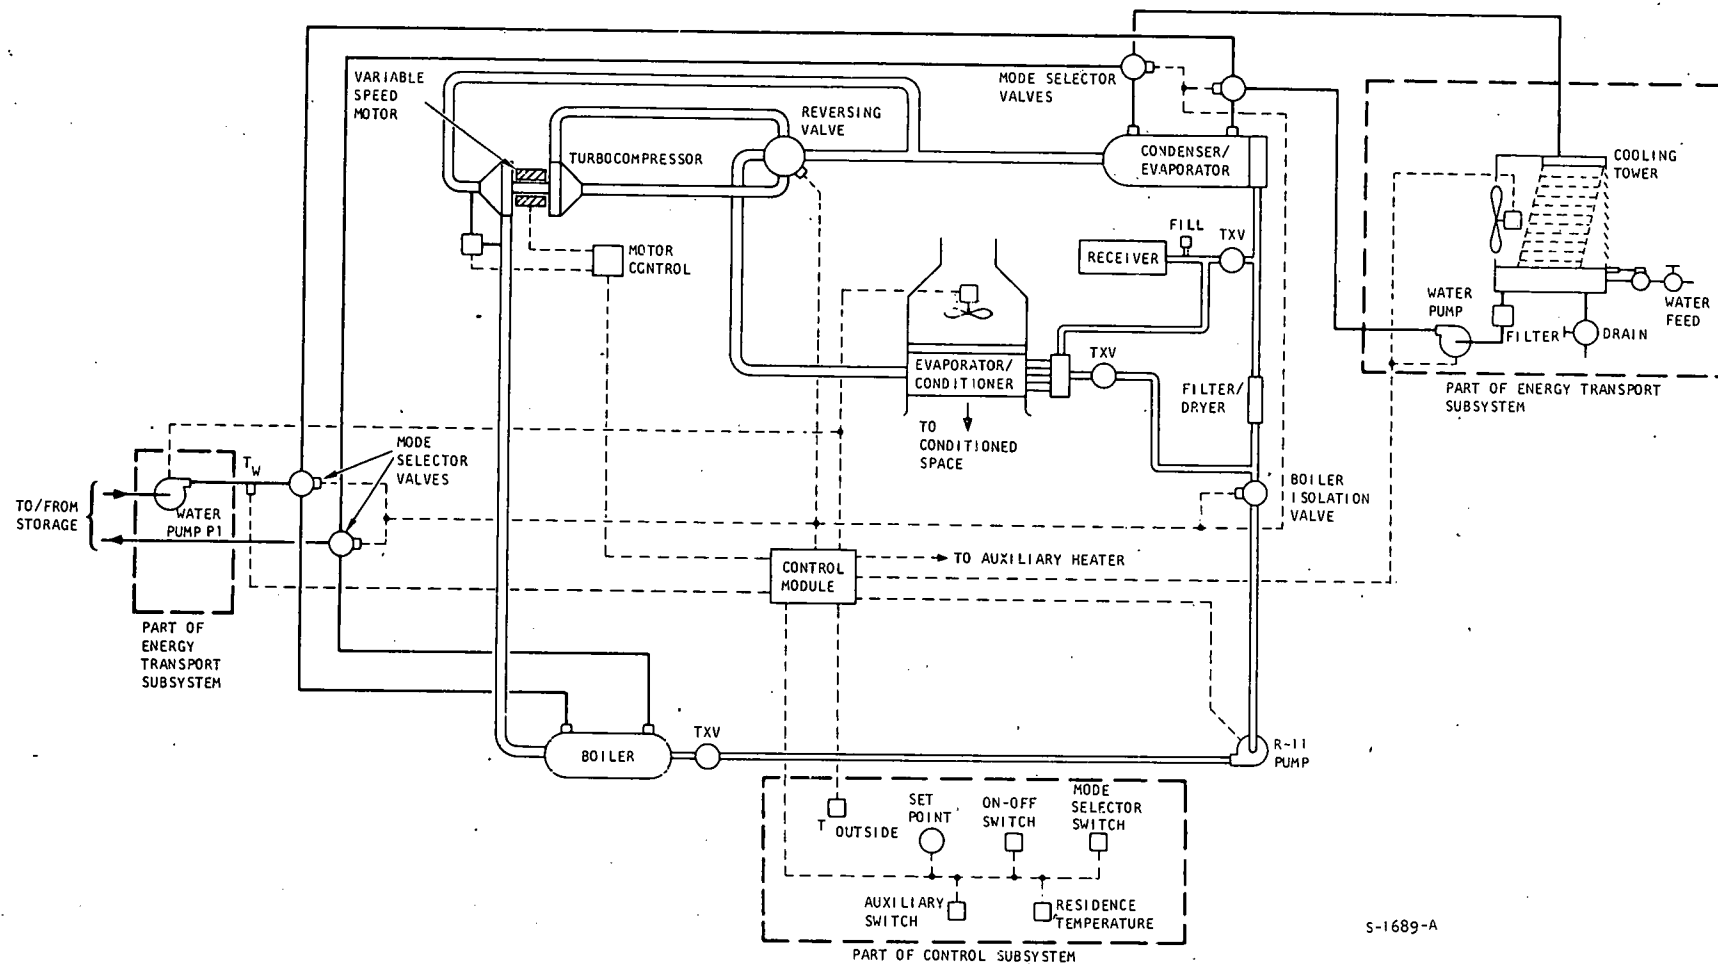 VARIABLE
SPEED
MOTOR
TURBOCOMPRESSOR
REVERSING
VALVE
MODE SELECTOR
VALVES
CONDENSER/
EVAPORATOR
COOLING
TOWER
MOTOR
CONTROL
RECEIVER
FILL
TXV
WATER
PUMP
FILTER
DRAIN
WATER
FEED
PART OF ENERGY TRANSPORT
SUBSYSTEM
EVAPORATOR/
CONDITIONER
TXV
FILTER/
DRYER
TO
CONDITIONED
SPACE
MODE
SELECTOR
VALVES
TW
TO/FROM
STORAGE
WATER
PUMP P1
BOILER
ISOLATION
VALVE
CONTROL
MODULE
TO AUXILIARY HEATER
PART OF
ENERGY
TRANSPORT
SUBSYSTEM
BOILER
TXV
R-11
PUMP
T OUTSIDE
SET
POINT
ON-OFF
SWITCH
MODE
SELECTOR
SWITCH
AUXILIARY
SWITCH
RESIDENCE
TEMPERATURE
PART OF CONTROL SUBSYSTEM
S-1689-A